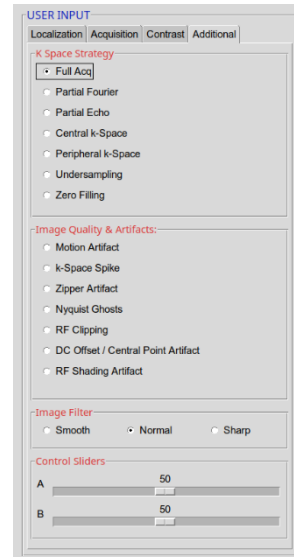 USER INPUT
Localization Acquisition Contrast Additional
K Space Strategy
Full Acq
Partial Fourier
Partial Echo
Central k-Space
Peripheral k-Space
Undersampling
Zero Filling
Image Quality & Artifacts:
Motion Artifact
k-Space Spike
Zipper Artifact
Nyquist Ghosts
RF Clipping
DC Offset / Central Point Artifact
RF Shading Artifact
Image Filter
Smooth Normal Sharp
Control Sliders
A 50
B 50